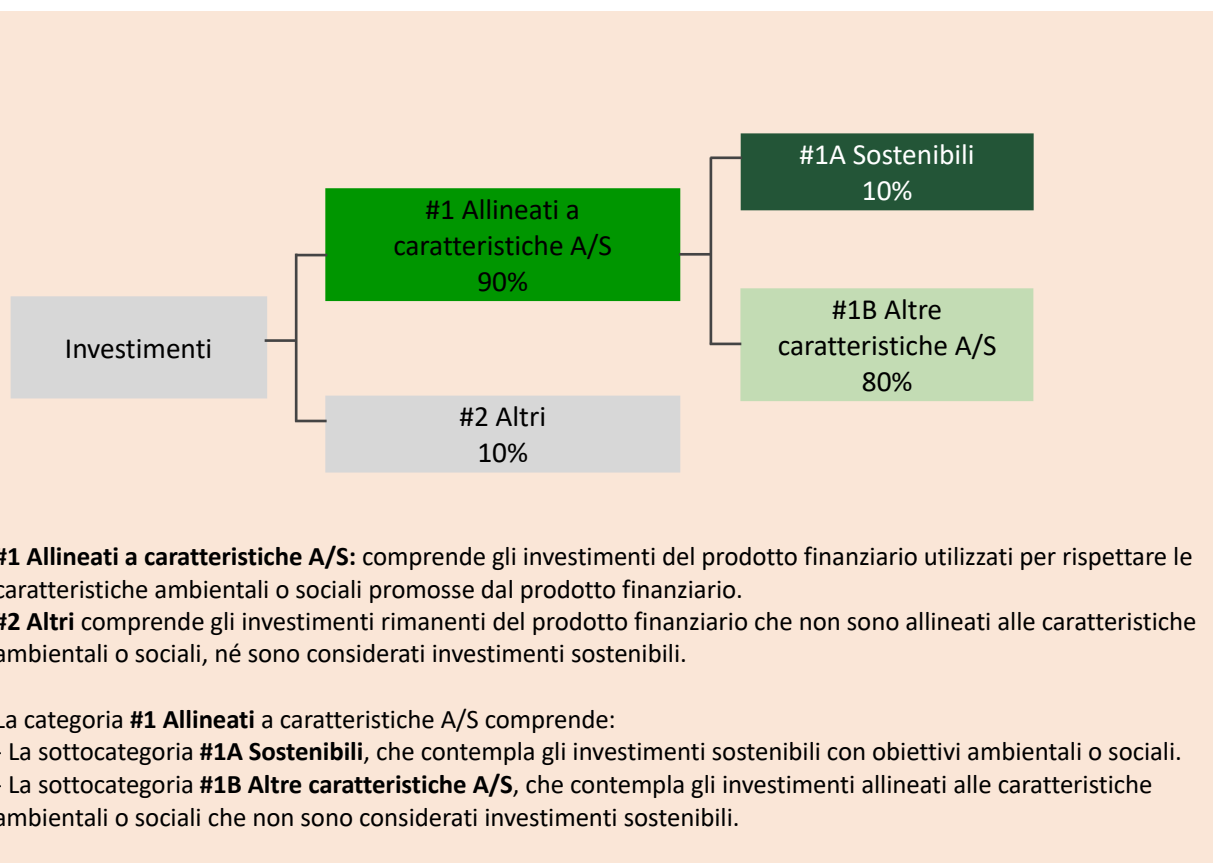 #1A Sostenibili
10%
#1 Allineati a
caratteristiche A/S
90%
#1B Altre
caratteristiche A/S
80%
Investimenti
#2 Altri
10%
#1 Allineati a caratteristiche A/S: comprende gli investimenti del prodotto finanziario utilizzati per rispettare le
caratteristiche ambientali o sociali promosse dal prodotto finanziario.
#2 Altri comprende gli investimenti rimanenti del prodotto finanziario che non sono allineati alle caratteristiche
ambientali o sociali, né sono considerati investimenti sostenibili.
La categoria #1 Allineati a caratteristiche A/S comprende:
- La sottocategoria #1A Sostenibili, che contempla gli investimenti sostenibili con obiettivi ambientali o sociali.
- La sottocategoria #1B Altre caratteristiche A/S, che contempla gli investimenti allineati alle caratteristiche
ambientali o sociali che non sono considerati investimenti sostenibili.